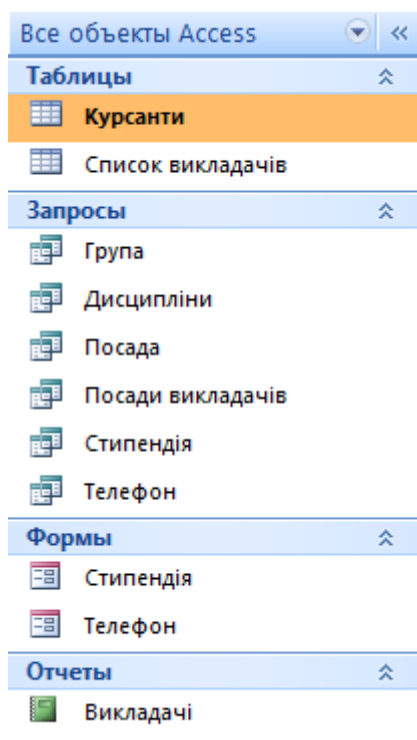 Все объекты Access
Таблицы
Курсанти
Список викладачів
Запросы
Група
Дисципліни
Посада
Посади викладачів
Стипендія
Телефон
Формы
Стипендія
Телефон
Отчеты
Викладачі